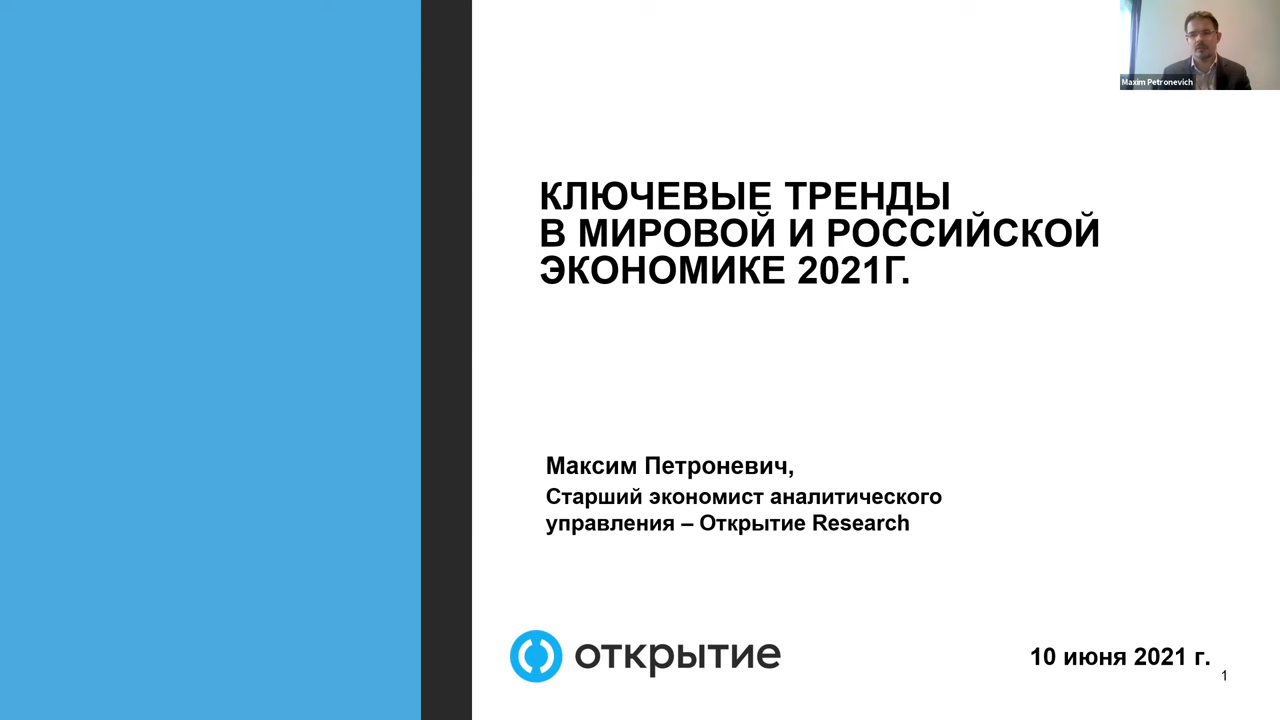 Maxim Petronevich
КЛЮЧЕВЫЕ ТРЕНДЫ
В МИРОВОЙ И РОССИЙСКОЙ
ЭКОНОМИКЕ 2021Г.
Максим Петроневич,
Старший экономист аналитического
управления – Открытие Research
открытие
10 июня 2021 г.
1